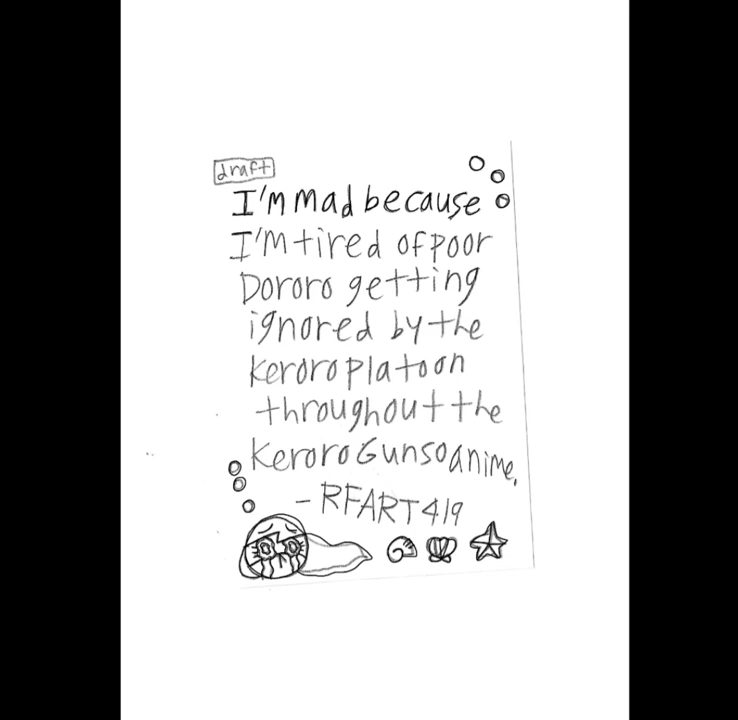 draft
I'm mad because
I'm tired of poor
Dororo getting
ignored by the
keroro platoon
throughout the
Keroro Gunso anime.
- RFART419